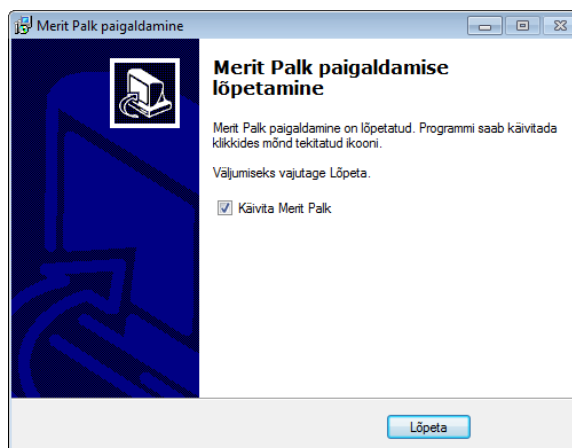 Merit Palk paigaldamine
Merit Palk paigaldamise
lõpetamine
Merit Palk paigaldamine on lõpetatud. Programmi saab käivitada
klikkides mõnd tekitatud ikooni.
Väljumiseks vajutage Lõpeta.
Käivita Merit Palk
Lõpeta